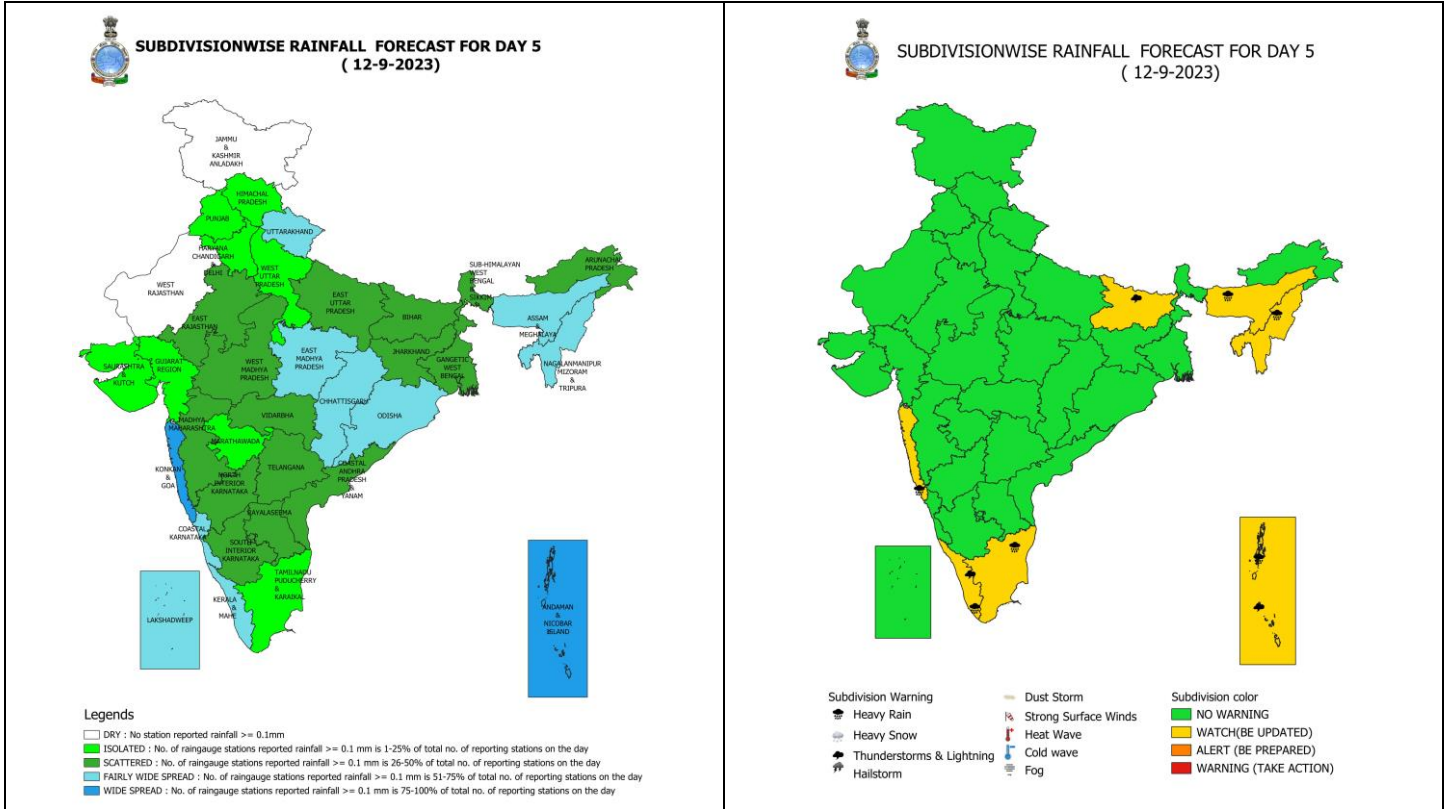 SUBDIVISIONWISE RAINFALL FORECAST FOR DAY 5
( 12-9-2023)
JAMMU
&
KASHMIR
ANLADAKH
HIMACHAL
PRADESH
PUNJAB
UTTARAKHAND
HARYANA
CHANDIGARH
&
DELHI
WEST
UTTAR
PRADESH
WEST
RAJASTHAN
EAST
RAJASTHAN
EAST
UTTAR
PRADESH
BIHAR
SUB-HIMALAYAN
WEST
BENGAL
&
SIKKIM
ARUNACHAL
PRADESH
ASSAM
&
MEGHALAYA
NAGALANMANIPUR
MIZORAM
&
TRIPURA
JHARKHAND
GANGETIC
WEST
BENGAL
EAST
MADHYA
PRADESH
WEST
MADHYA
PRADESH
GUJARAT
REGION
SAURASHTRA
&
KUTCH
CHHATTISGARH
ODISHA
VIDARBHA
MADHYA
MAHARASHTRA
MARATHAWADA
KONKAN
&
GOA
TELANGANA
NORTH
INTERIOR
KARNATAKA
COASTAL
ANDHRA
PRADESH
&
YANAM
RAYALASEEMA
COASTAL
KARNATAKA
SOUTH
INTERIOR
KARNATAKA
TAMILNADU
PUDUCHERRY
&
KARAIKAL
KERALA
&
MAHE
LAKSHADWEEP
ANDAMAN
&
NICOBAR
ISLAND
Legends
DRY : No station reported rainfall >= 0.1mm
ISOLATED : No. of raingauge stations reported rainfall >= 0.1 mm is 1-25% of total no. of reporting stations on the day
SCATTERED : No. of raingauge stations reported rainfall >= 0.1 mm is 26-50% of total no. of reporting stations on the day
FAIRLY WIDE SPREAD : No. of raingauge stations reported rainfall >= 0.1 mm is 51-75% of total no. of reporting stations on the day
WIDE SPREAD : No. of raingauge stations reported rainfall >= 0.1 mm is 75-100% of total no. of reporting stations on the day
SUBDIVISIONWISE RAINFALL FORECAST FOR DAY 5
( 12-9-2023)
Subdivision Warning
Heavy Rain
Heavy Snow
Thunderstorms & Lightning
Hailstorm
Dust Storm
Strong Surface Winds
Heat Wave
Cold wave
Fog
Subdivision color
NO WARNING
WATCH(BE UPDATED)
ALERT (BE PREPARED)
WARNING (TAKE ACTION)